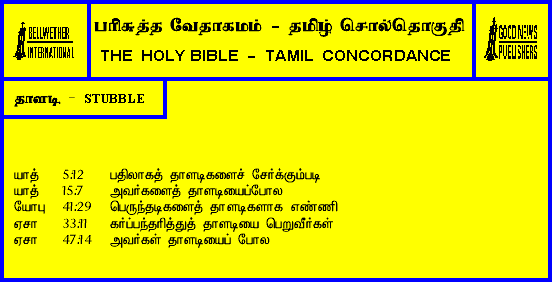 BELLWETHER
INTERNATIONAL
பரிசுத்த வேதாகமம் - தமிழ் சொல்தொகுதி
THE HOLY BIBLE - TAMIL CONCORDANCE
GOOD NEWS
PUBLISHERS
தாளடி - STUBBLE
யாத் 5:12 பதிலாகத் தாளடிகளைச் சேர்க்கும்படி
யாத் 15:7 அவர்களைத் தாளடியைப்போல
யோபு 41:29 பெருந்தடிகளைத் தாளடிகளாக எண்ணி
ஏசா 33:11 கர்ப்பந்தரித்துத் தாளடியை பெறுவீர்கள்
ஏசா 47:14 அவர்கள் தாளடியைப் போல